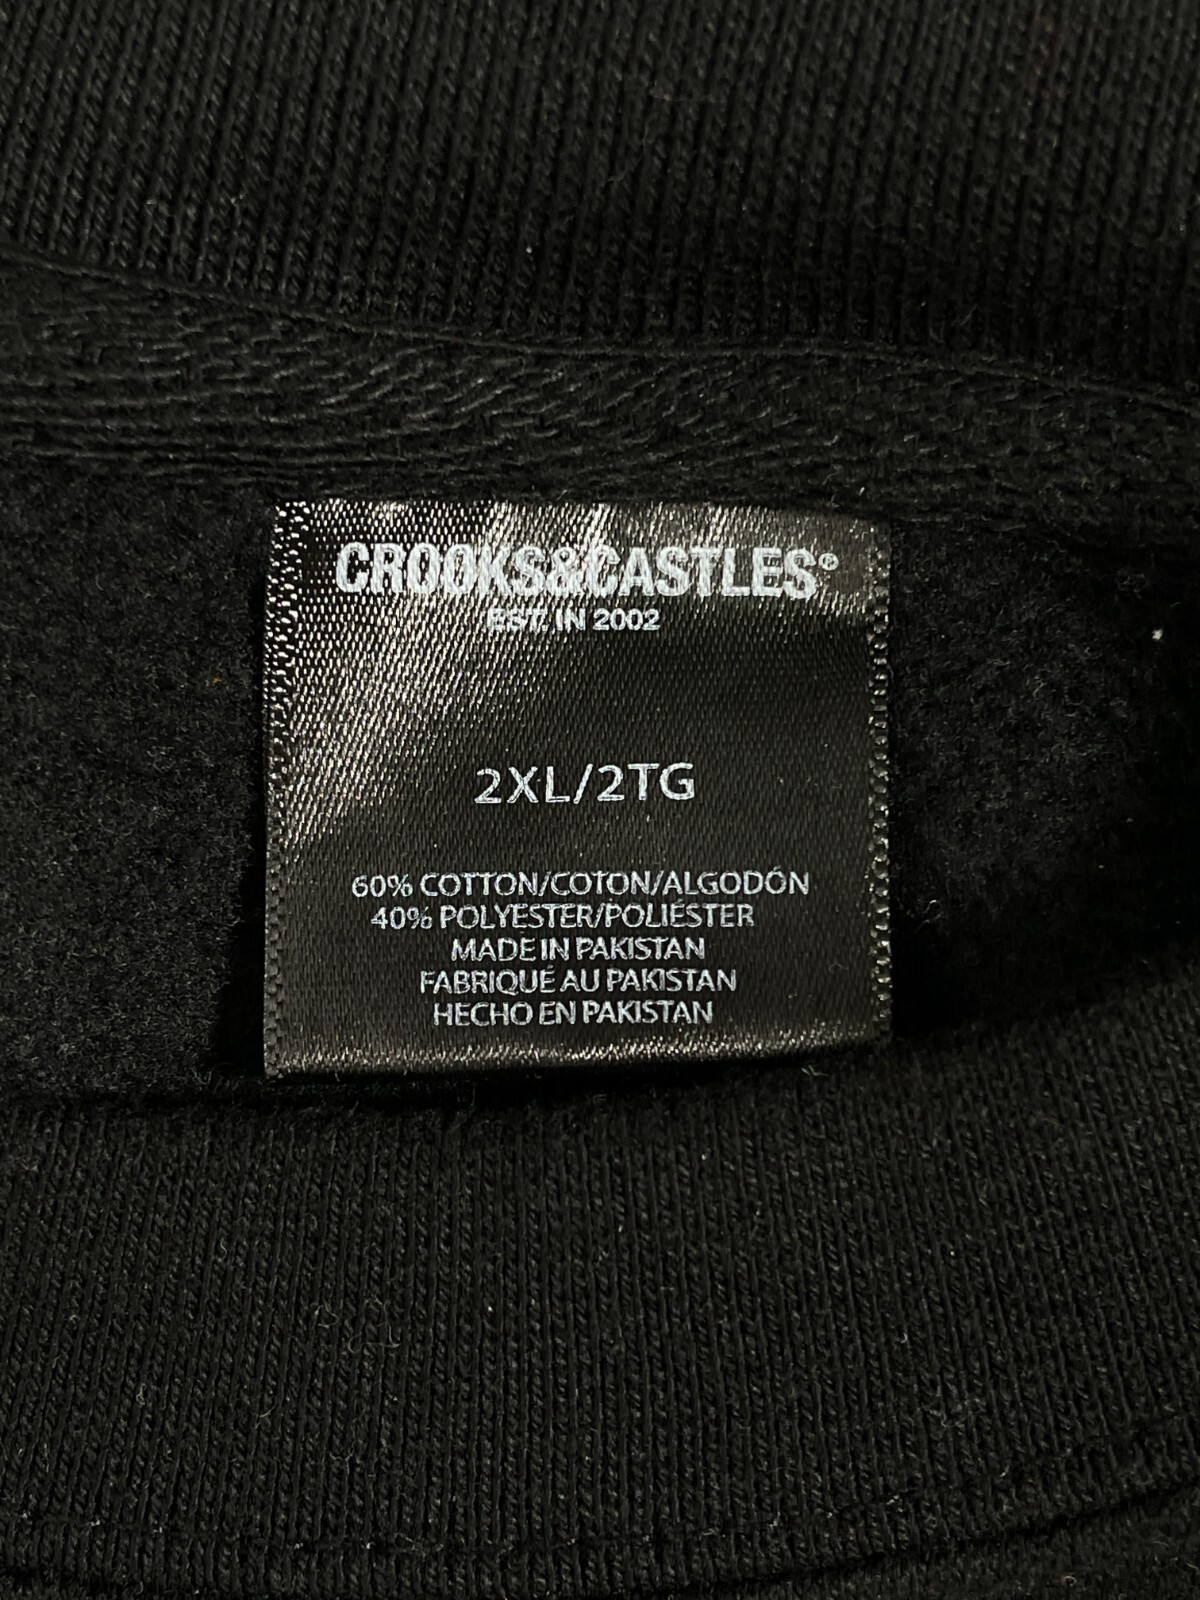 CROOKS&CASTLES®
EST. IN 2002
2XL/2TG
60% COTTON/COTON/ALGODÓN
40% POLYESTER/POLIÉSTER
MADE IN PAKISTAN
FABRIQUÉ AU PAKISTAN
HECHO EN PAKISTAN